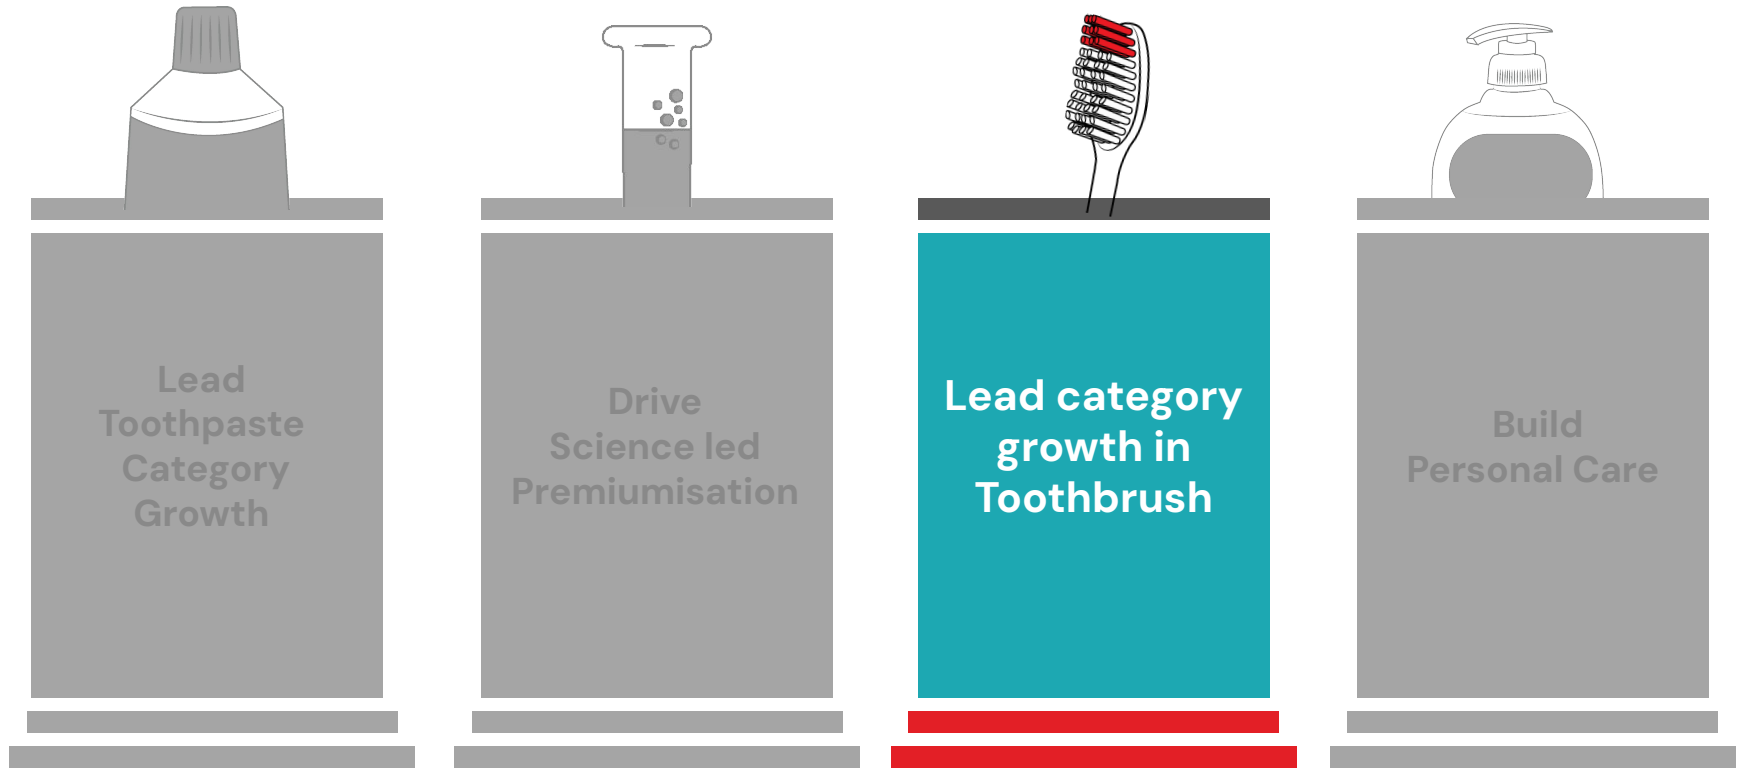 Lead
Toothpaste
Category
Growth
Drive
Science led
Premiumisation
Lead category
growth in
Toothbrush
Build
Personal Care